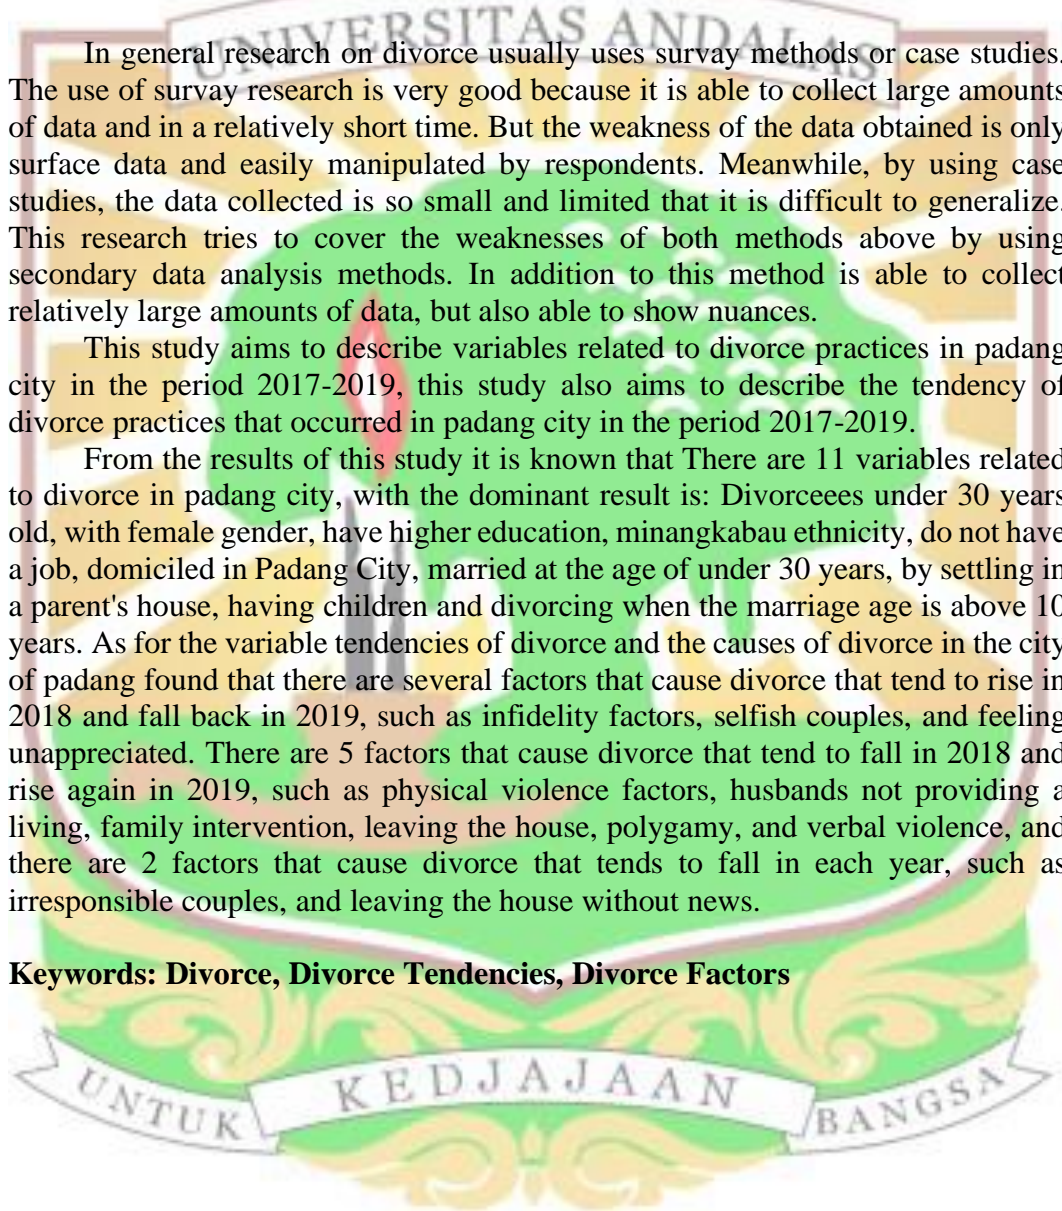 UNIVERSITAS ANDALAS
In general research on divorce usually uses survay methods or case studies.
The use of survay research is very good because it is able to collect large amounts
of data and in a relatively short time. But the weakness of the data obtained is only
surface data and easily manipulated by respondents. Meanwhile, by using case
studies, the data collected is so small and limited that it is difficult to generalize.
This research tries to cover the weaknesses of both methods above by using
secondary data analysis methods. In addition to this method is able to collect
relatively large amounts of data, but also able to show nuances.
This study aims to describe variables related to divorce practices in padang
city in the period 2017-2019, this study also aims to describe the tendency of
divorce practices that occurred in padang city in the period 2017-2019.
From the results of this study it is known that There are 11 variables related
to divorce in padang city, with the dominant result is: Divorceees under 30 years
old, with female gender, have higher education, minangkabau ethnicity, do not have
a job, domiciled in Padang City, married at the age of under 30 years, by settling in
a parent's house, having children and divorcing when the marriage age is above 10
years. As for the variable tendencies of divorce and the causes of divorce in the city
of padang found that there are several factors that cause divorce that tend to rise in
2018 and fall back in 2019, such as infidelity factors, selfish couples, and feeling
unappreciated. There are 5 factors that cause divorce that tend to fall in 2018 and
rise again in 2019, such as physical violence factors, husbands not providing a
living, family intervention, leaving the house, polygamy, and verbal violence, and
there are 2 factors that cause divorce that tends to fall in each year, such as
irresponsible couples, and leaving the house without news.
Keywords: Divorce, Divorce Tendencies, Divorce Factors
UNTUK KEDJAJAAN BANGSA